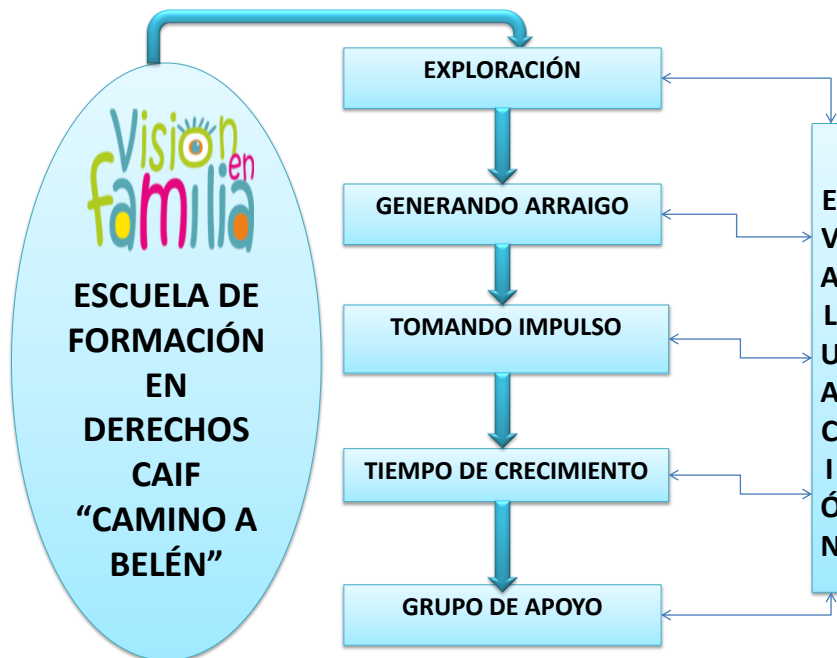 Visión
en
familia
ESCUELA DE
FORMACIÓN
EN
DERECHOS
CAIF
“CAMINO A
BELÉN”
EXPLORACIÓN
GENERANDO ARRAIGO
TOMANDO IMPULSO
TIEMPO DE CRECIMIENTO
GRUPO DE APOYO
E
V
A
L
U
A
C
I
Ó
N